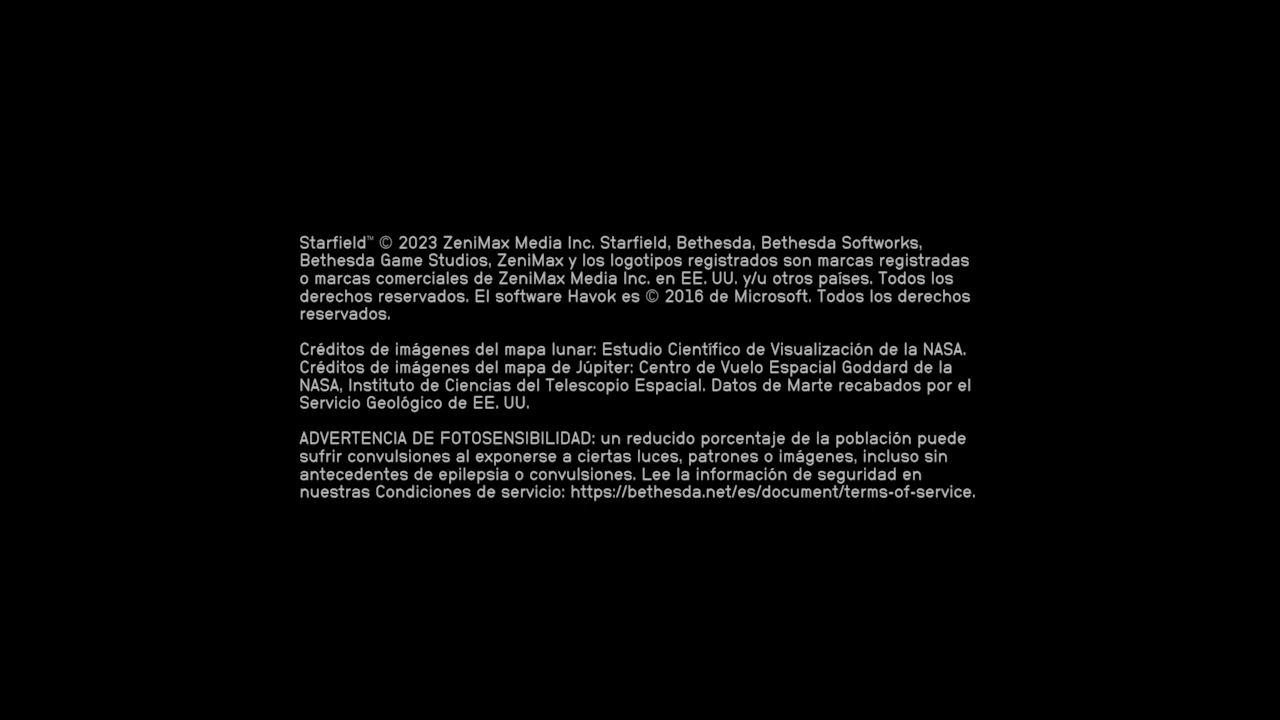 Starfield™ © 2023 ZeniMax Media Inc. Starfield, Bethesda, Bethesda Softworks,
Bethesda Game Studios, ZeniMax y los logotipos registrados son marcas registradas
o marcas comerciales de ZeniMax Media Inc. en EE. UU. y/u otros países. Todos los
derechos reservados. El software Havok es © 2016 de Microsoft. Todos los derechos
reservados.
Créditos de imágenes del mapa lunar: Estudio Científico de Visualización de la NASA.
Créditos de imágenes del mapa de Júpiter: Centro de Vuelo Espacial Goddard de la
NASA, Instituto de Ciencias del Telescopio Espacial. Datos de Marte recabados por el
Servicio Geológico de EE. UU.
ADVERTENCIA DE FOTOSENSIBILIDAD: un reducido porcentaje de la población puede
sufrir convulsiones al exponerse a ciertas luces, patrones o imágenes, incluso sin
antecedentes de epilepsia o convulsiones. Lee la información de seguridad en
nuestras Condiciones de servicio: https://bethesda.net/es/document/terms-of-service.